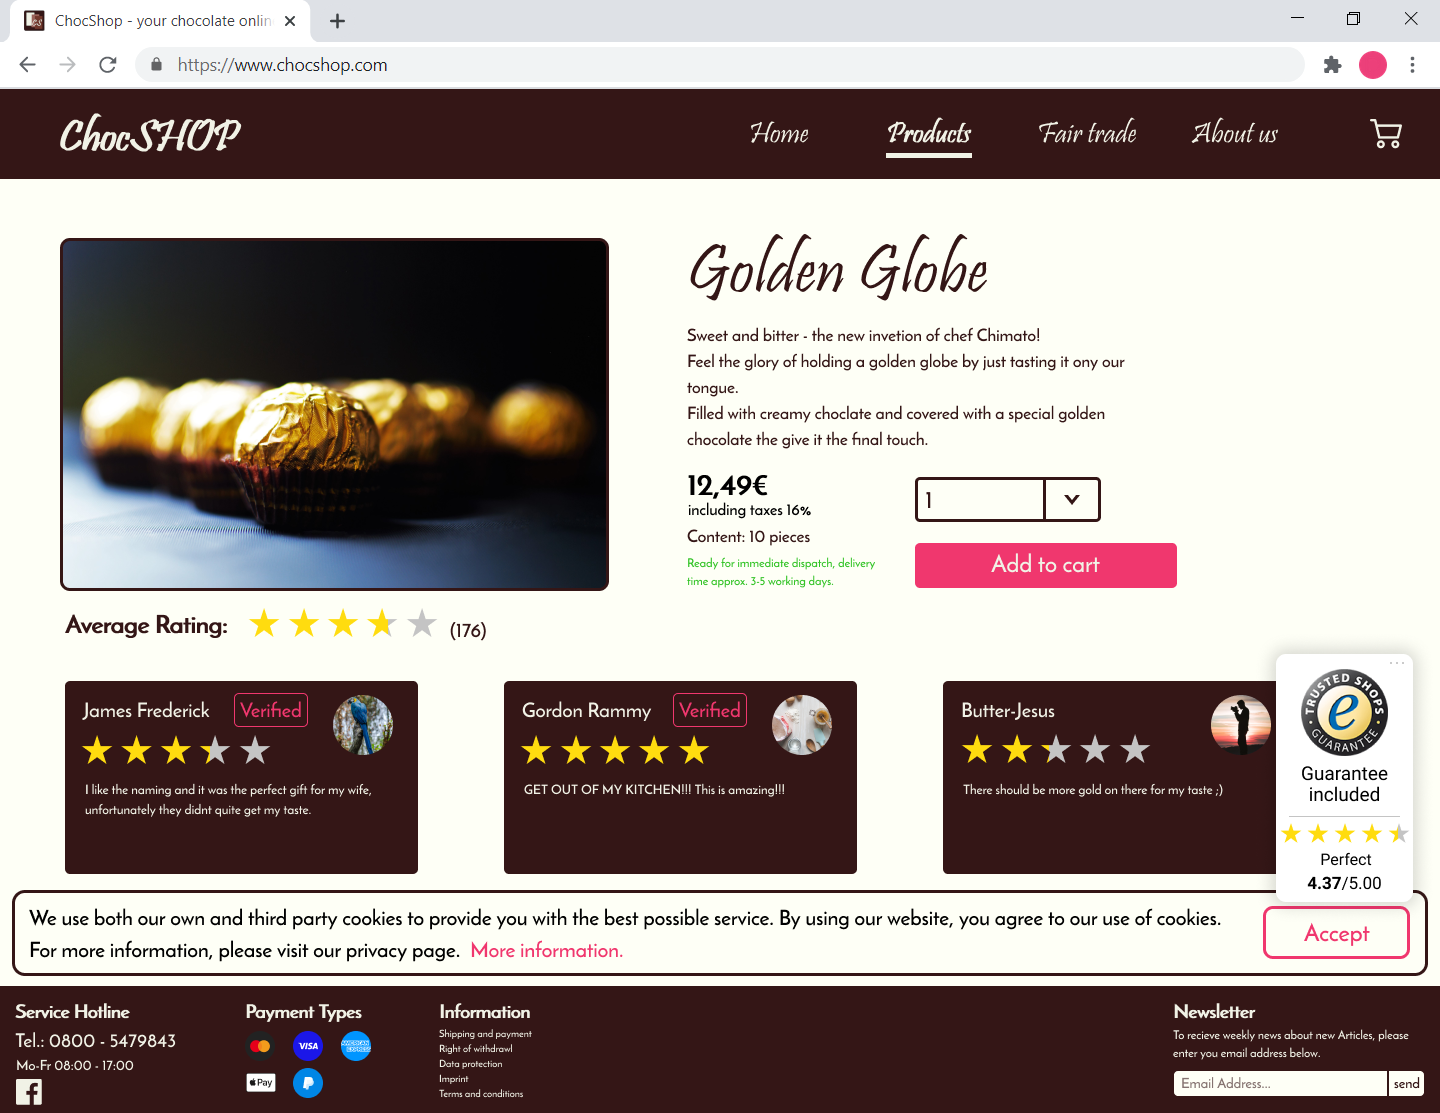 ChocShop - your chocolate onlin
https://www.chocshop.com
ChocSHOP
Home
Products
Fair trade
About us
Golden Globe
Sweet and bitter - the new invetion of chef Chimato!
Feel the glory of holding a golden globe by just tasting it ony our
tongue.
Filled with creamy choclate and covered with a special golden
chocolate the give it the final touch.
12,49€
including taxes 16%
Content: 10 pieces
Ready for immediate dispatch, delivery
time approx. 3-5 working days.
1
Add to cart
Average Rating:
(176)
James Frederick
Verified
I like the naming and it was the perfect gift for my wife,
unfortunately they didnt quite get my taste.
Gordon Rammy
Verified
GET OUT OF MY KITCHEN!!! This is amazing!!!
Butter-Jesus
There should be more gold on there for my taste ;)
TRUSTED SHOPS
e
GUARANTEE
Guarantee
included
Perfect
4.37/5.00
We use both our own and third party cookies to provide you with the best possible service. By using our website, you agree to our use of cookies.
For more information, please visit our privacy page. More information.
Accept
Service Hotline
Tel.: 0800 - 5479843
Mo-Fr 08:00 - 17:00
Payment Types
VISA
AMERICAN
EXPRESS
Pay
Information
Shipping and payment
Right of withdrawl
Data protection
Imprint
Terms and conditions
Newsletter
To recieve weekly news about new Articles, please
enter you email address below.
Email Address...
send